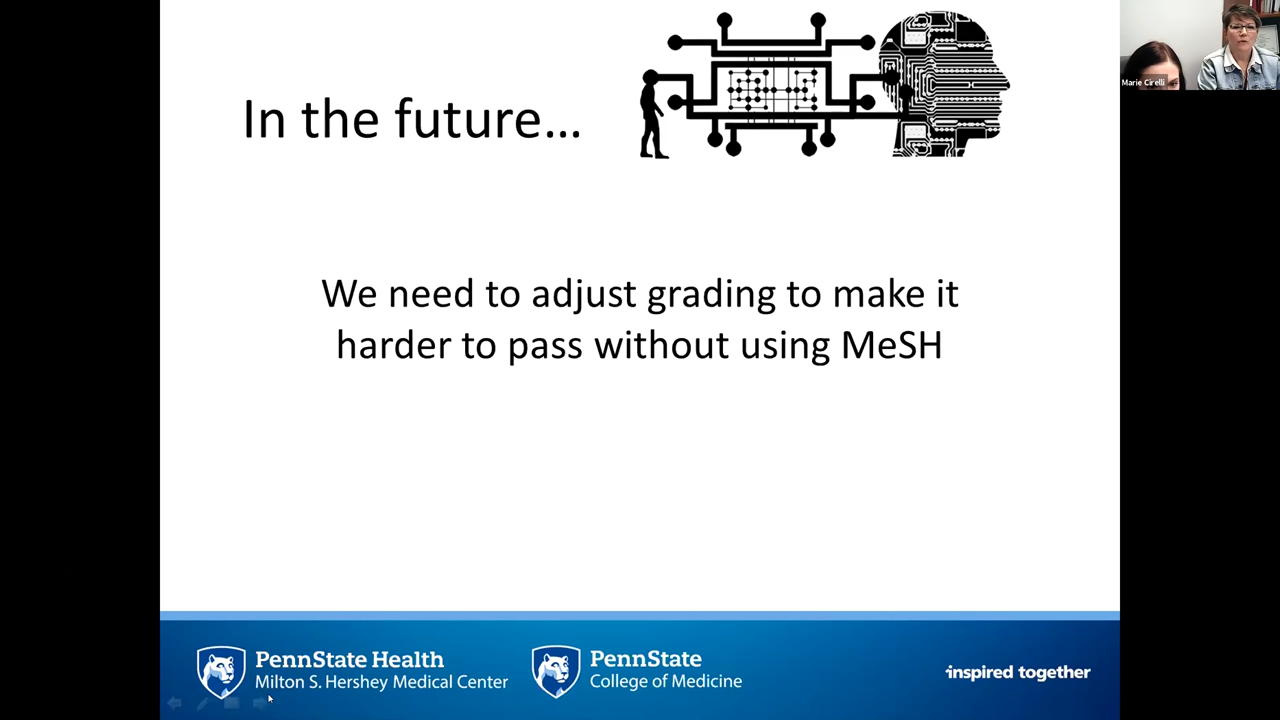 In the future...
We need to adjust grading to make it
harder to pass without using MeSH
PennState Health
Milton S. Hershey Medical Center
PennState
College of Medicine
inspired together
Marie Cirelli